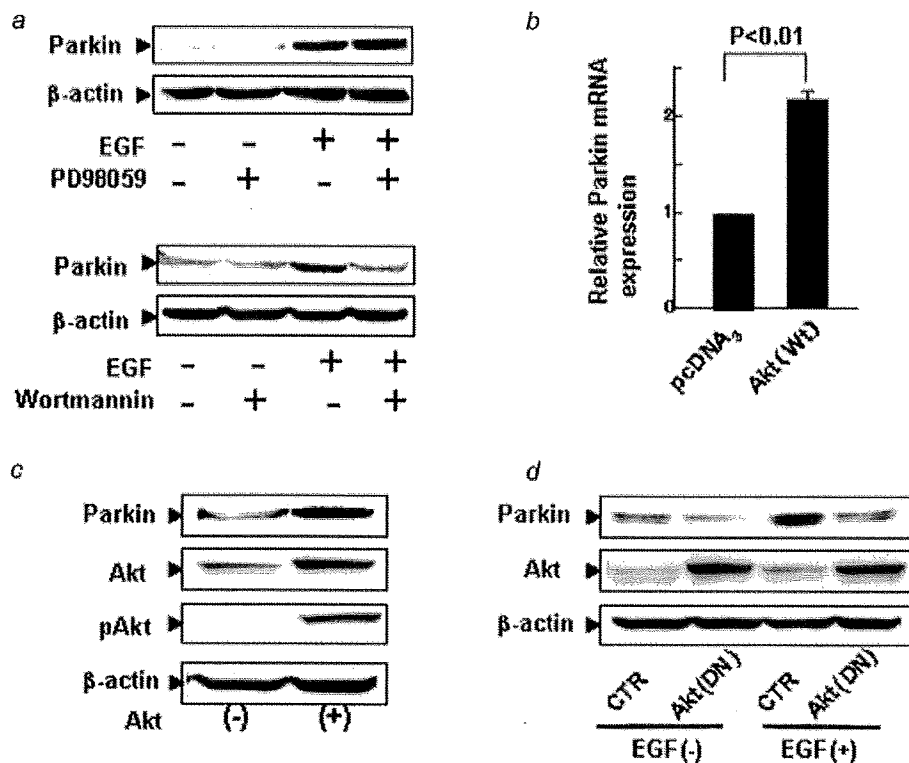 a
Parkin
β-actin
EGF - - + +
PD98059 - + - +
Parkin
β-actin
EGF - - + +
Wortmannin - + - +
b
P<0.01
Relative Parkin mRNA
expression
2
1
0
pcDNA3
Akt(Wt)
c
Parkin
Akt
pAkt
β-actin
Akt (-) (+)
d
Parkin
Akt
β-actin
CTR Akt(DN) CTR Akt(DN)
EGF(-) EGF(+)